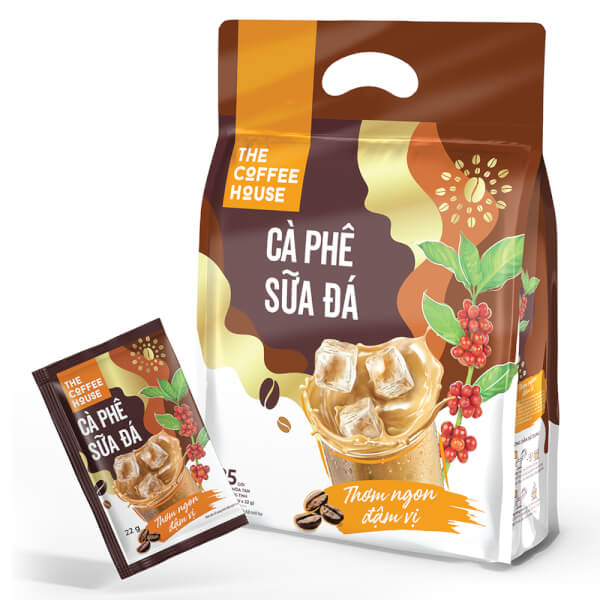 THE
COFFEE
HOUSE
CÀ PHÊ
SỮA ĐÁ
Thơm ngon
đậm vị
THE
COFFEE
HOUSE
CÀ PHÊ
SỮA ĐÁ
Thơm ngon
đậm vị
22 g